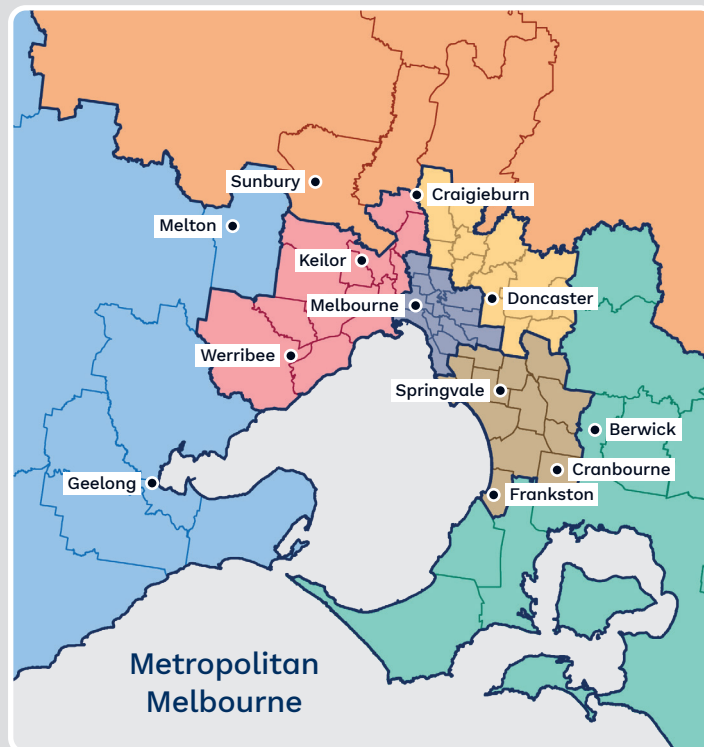 Sunbury
Craigieburn
Melton
Keilor
Melbourne
Doncaster
Werribee
Springvale
Berwick
Cranbourne
Geelong
Frankston
Metropolitan
Melbourne